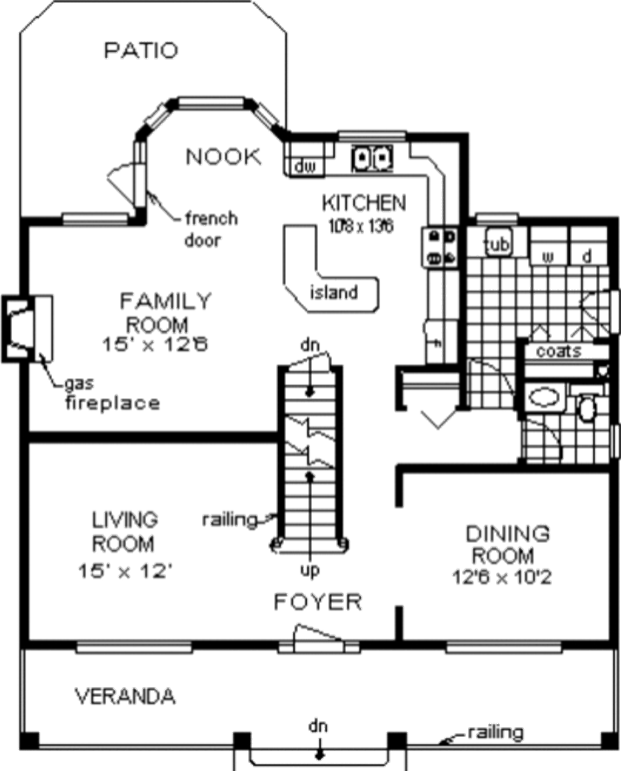 PATIO
NOOK
dw
KITCHEN
10'8 x 13'6
french
door
tub
w
d
FAMILY
ROOM
15' x 12'6
island
dn
f
coats
gas
fireplace
LIVING
ROOM
15' x 12'
railing
DINING
ROOM
12'6 x 10'2
up
FOYER
VERANDA
dn
railing